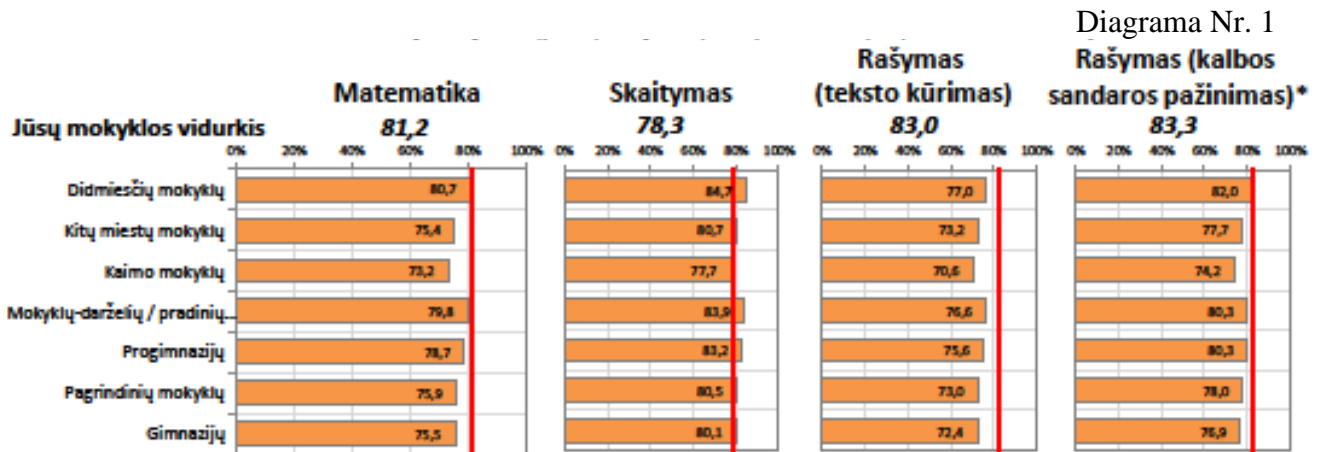 Diagrama Nr. 1
Matematika Skaitymas Rašymas (teksto kūrimas) Rašymas (kalbos sandaros pažinimas)*
Jūsų mokyklos vidurkis 81,2 78,3 83,0 83,3
0% 20% 40% 60% 80% 100% 0% 20% 40% 60% 80% 100% 0% 20% 40% 60% 80% 100% 0% 20% 40% 60% 80% 100%
Didmiesčių mokyklų 80,7 84,7 77,0 82,0
Kitų miestų mokyklų 75,4 80,7 73,2 77,7
Kaimo mokyklų 73,2 77,7 70,6 74,2
Mokyklų-darželių / pradinių... 79,8 83,9 76,6 80,3
Progimnazijų 78,7 83,2 75,6 80,3
Pagrindinių mokyklų 75,9 80,5 73,0 78,0
Gimnazijų 75,5 80,1 72,4 76,9